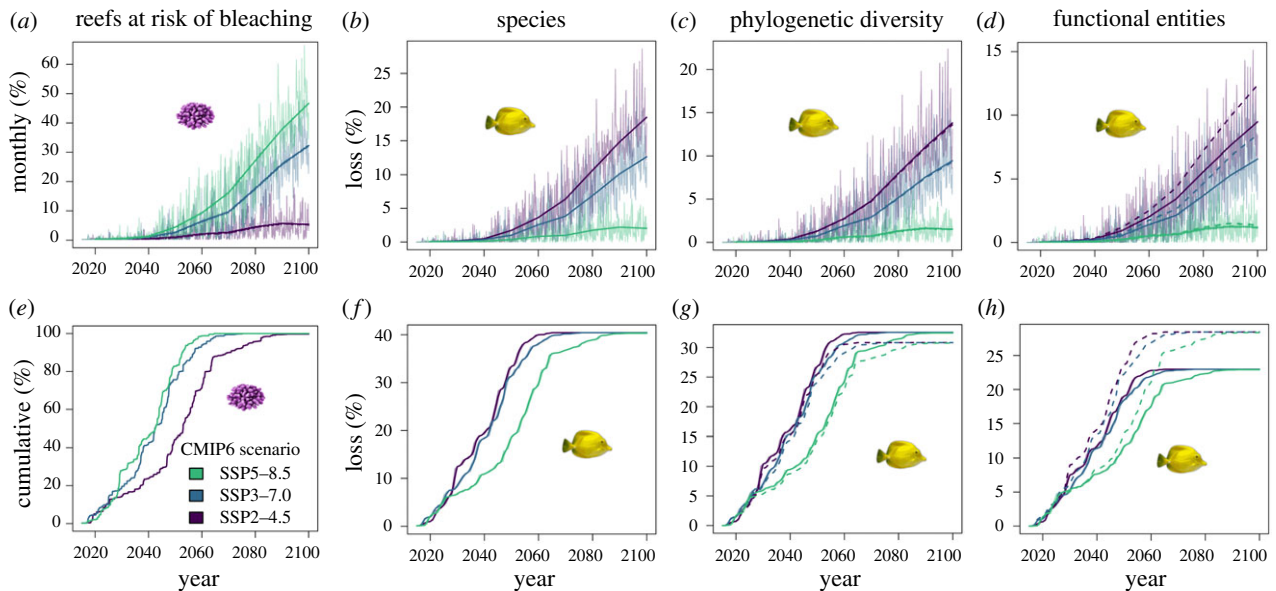 (a) reefs at risk of bleaching
(b) species
(c) phylogenetic diversity
(d) functional entities
monthly (%)
60
50
40
30
20
10
0
2020 2040 2060 2080 2100
loss (%)
25
20
15
10
5
0
2020 2040 2060 2080 2100
20
15
10
5
0
2020 2040 2060 2080 2100
15
10
5
0
2020 2040 2060 2080 2100
(e)
cumulative (%)
100
80
60
40
20
0
CMIP6 scenario
SSP5–8.5
SSP3–7.0
SSP2–4.5
2020 2040 2060 2080 2100
year
(f)
loss (%)
40
30
20
10
0
2020 2040 2060 2080 2100
year
(g)
30
25
20
15
10
5
0
2020 2040 2060 2080 2100
year
(h)
25
20
15
10
5
0
2020 2040 2060 2080 2100
year